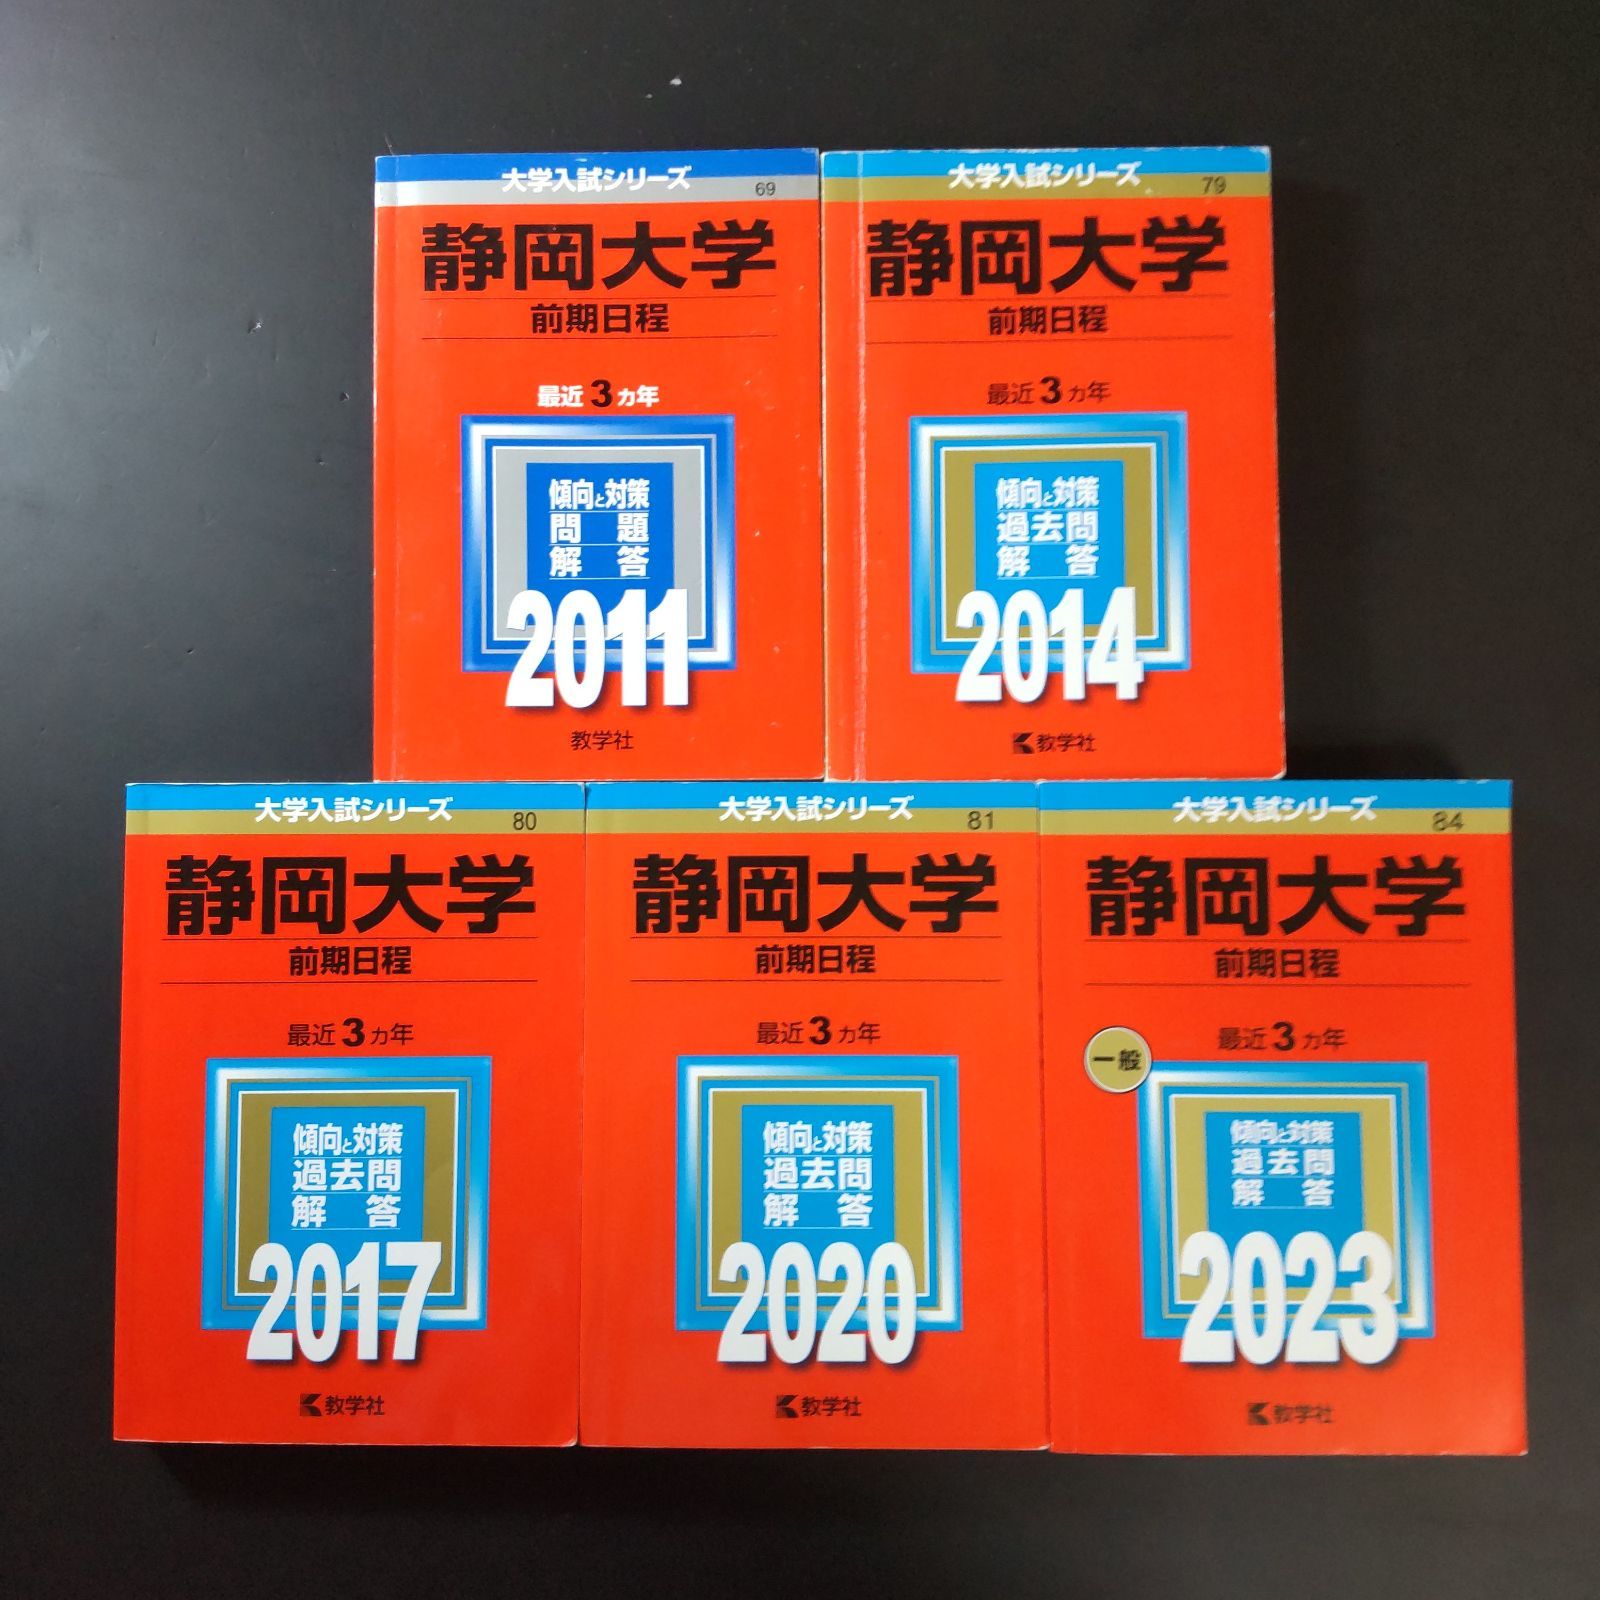 大学入試シリーズ
69
静岡大学
前期日程
最近3ヵ年
傾向と対策
問題
解答
2011
教学社
大学入試シリーズ
79
静岡大学
前期日程
最近3ヵ年
傾向と対策
過去問
解答
2014
教学社
大学入試シリーズ
80
静岡大学
前期日程
最近3ヵ年
傾向と対策
過去問
解答
2017
教学社
大学入試シリーズ
81
静岡大学
前期日程
最近3ヵ年
傾向と対策
過去問
解答
2020
教学社
大学入試シリーズ
84
静岡大学
前期日程
最近3ヵ年
一般
傾向と対策
過去問
解答
2023
教学社